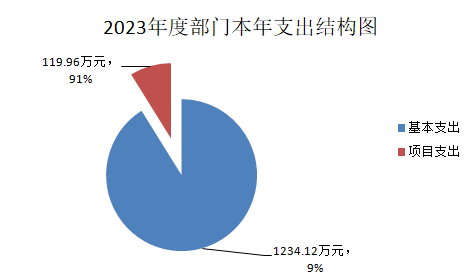 2023年度部门本年支出结构图
119.96万元，
91%
基本支出
项目支出
1234.12万元，
9%